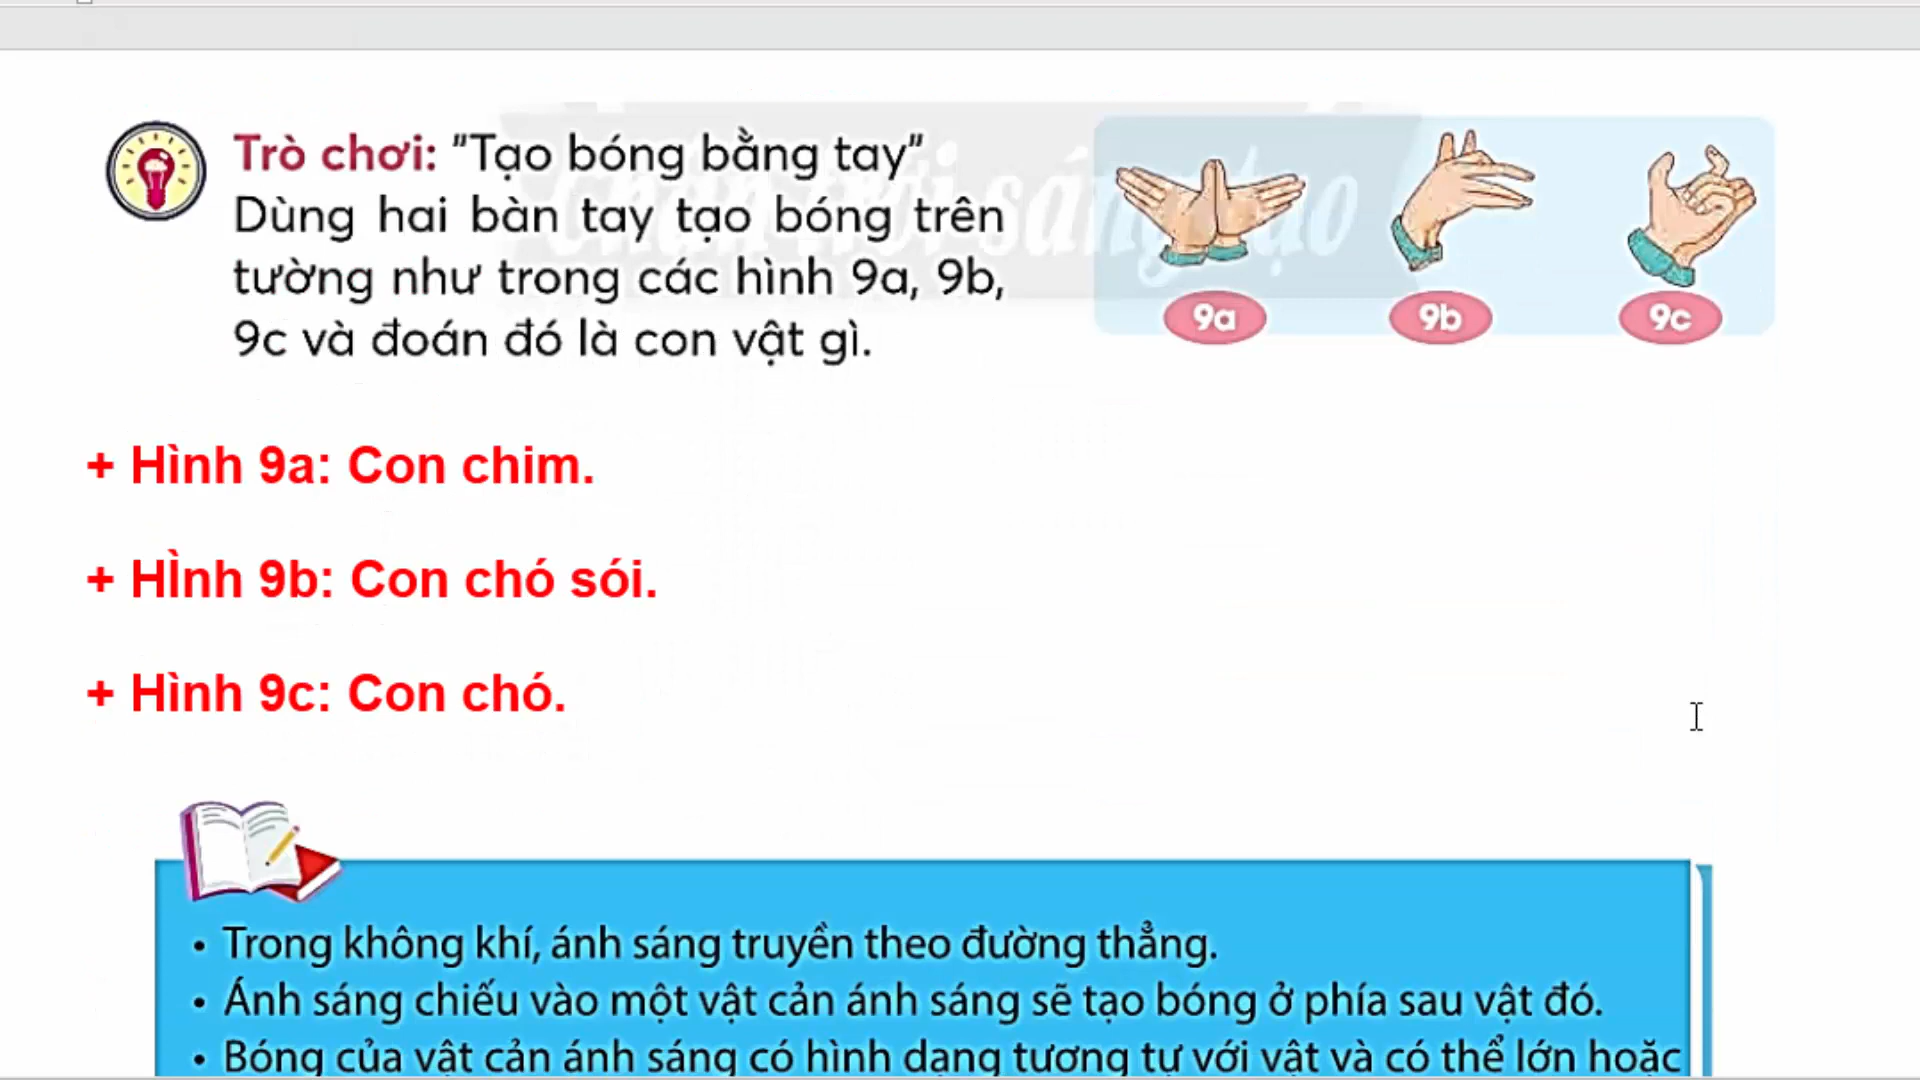 Trò chơi: "Tạo bóng bằng tay"
Dùng hai bàn tay tạo bóng trên
tường như trong các hình 9a, 9b,
9c và đoán đó là con vật gì.
Chân trời sáng tạo
9a
9b
9c
+ Hình 9a: Con chim.
+ HÌnh 9b: Con chó sói.
+ Hình 9c: Con chó.
• Trong không khí, ánh sáng truyền theo đường thẳng.
• Ánh sáng chiếu vào một vật cản ánh sáng sẽ tạo bóng ở phía sau vật đó.
• Bóng của vật cản ánh sáng có hình dạng tương tự với vật và có thể lớn hoặc